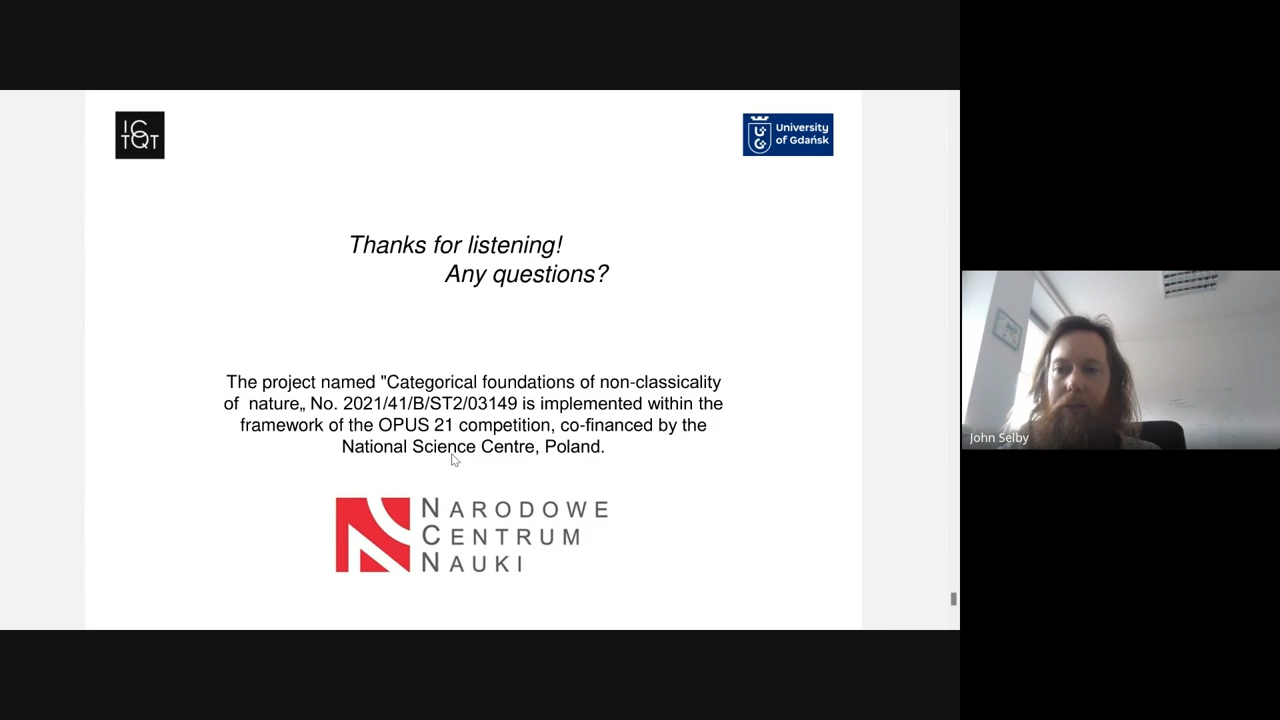 IC
TQT
University
of Gdańsk
Thanks for listening!
Any questions?
The project named "Categorical foundations of non-classicality
of nature„ No. 2021/41/B/ST2/03149 is implemented within the
framework of the OPUS 21 competition, co-financed by the
National Science Centre, Poland.
NARODOWE
CENTRUM
NAUKI
John Selby